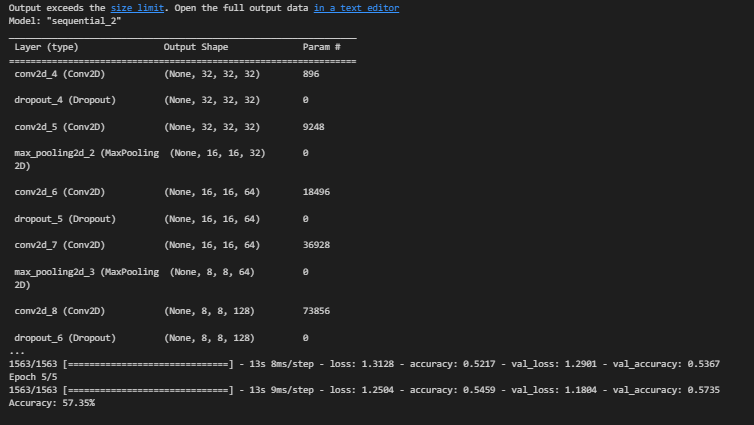 Output exceeds the size limit. Open the full output data in a text editor
Model: "sequential_2"
_________________________________________________________________
Layer (type)                Output Shape              Param #
=================================================================
conv2d_4 (Conv2D)           (None, 32, 32, 32)        896
dropout_4 (Dropout)         (None, 32, 32, 32)        0
conv2d_5 (Conv2D)           (None, 32, 32, 32)        9248
max_pooling2d_2 (MaxPooling  (None, 16, 16, 32)       0
2D)
conv2d_6 (Conv2D)           (None, 16, 16, 64)        18496
dropout_5 (Dropout)         (None, 16, 16, 64)        0
conv2d_7 (Conv2D)           (None, 16, 16, 64)        36928
max_pooling2d_3 (MaxPooling  (None, 8, 8, 64)         0
2D)
conv2d_8 (Conv2D)           (None, 8, 8, 128)         73856
dropout_6 (Dropout)         (None, 8, 8, 128)         0
...
1563/1563 [==============================] - 13s 8ms/step - loss: 1.3128 - accuracy: 0.5217 - val_loss: 1.2901 - val_accuracy: 0.5367
Epoch 5/5
1563/1563 [==============================] - 13s 9ms/step - loss: 1.2504 - accuracy: 0.5459 - val_loss: 1.1804 - val_accuracy: 0.5735
Accuracy: 57.35%